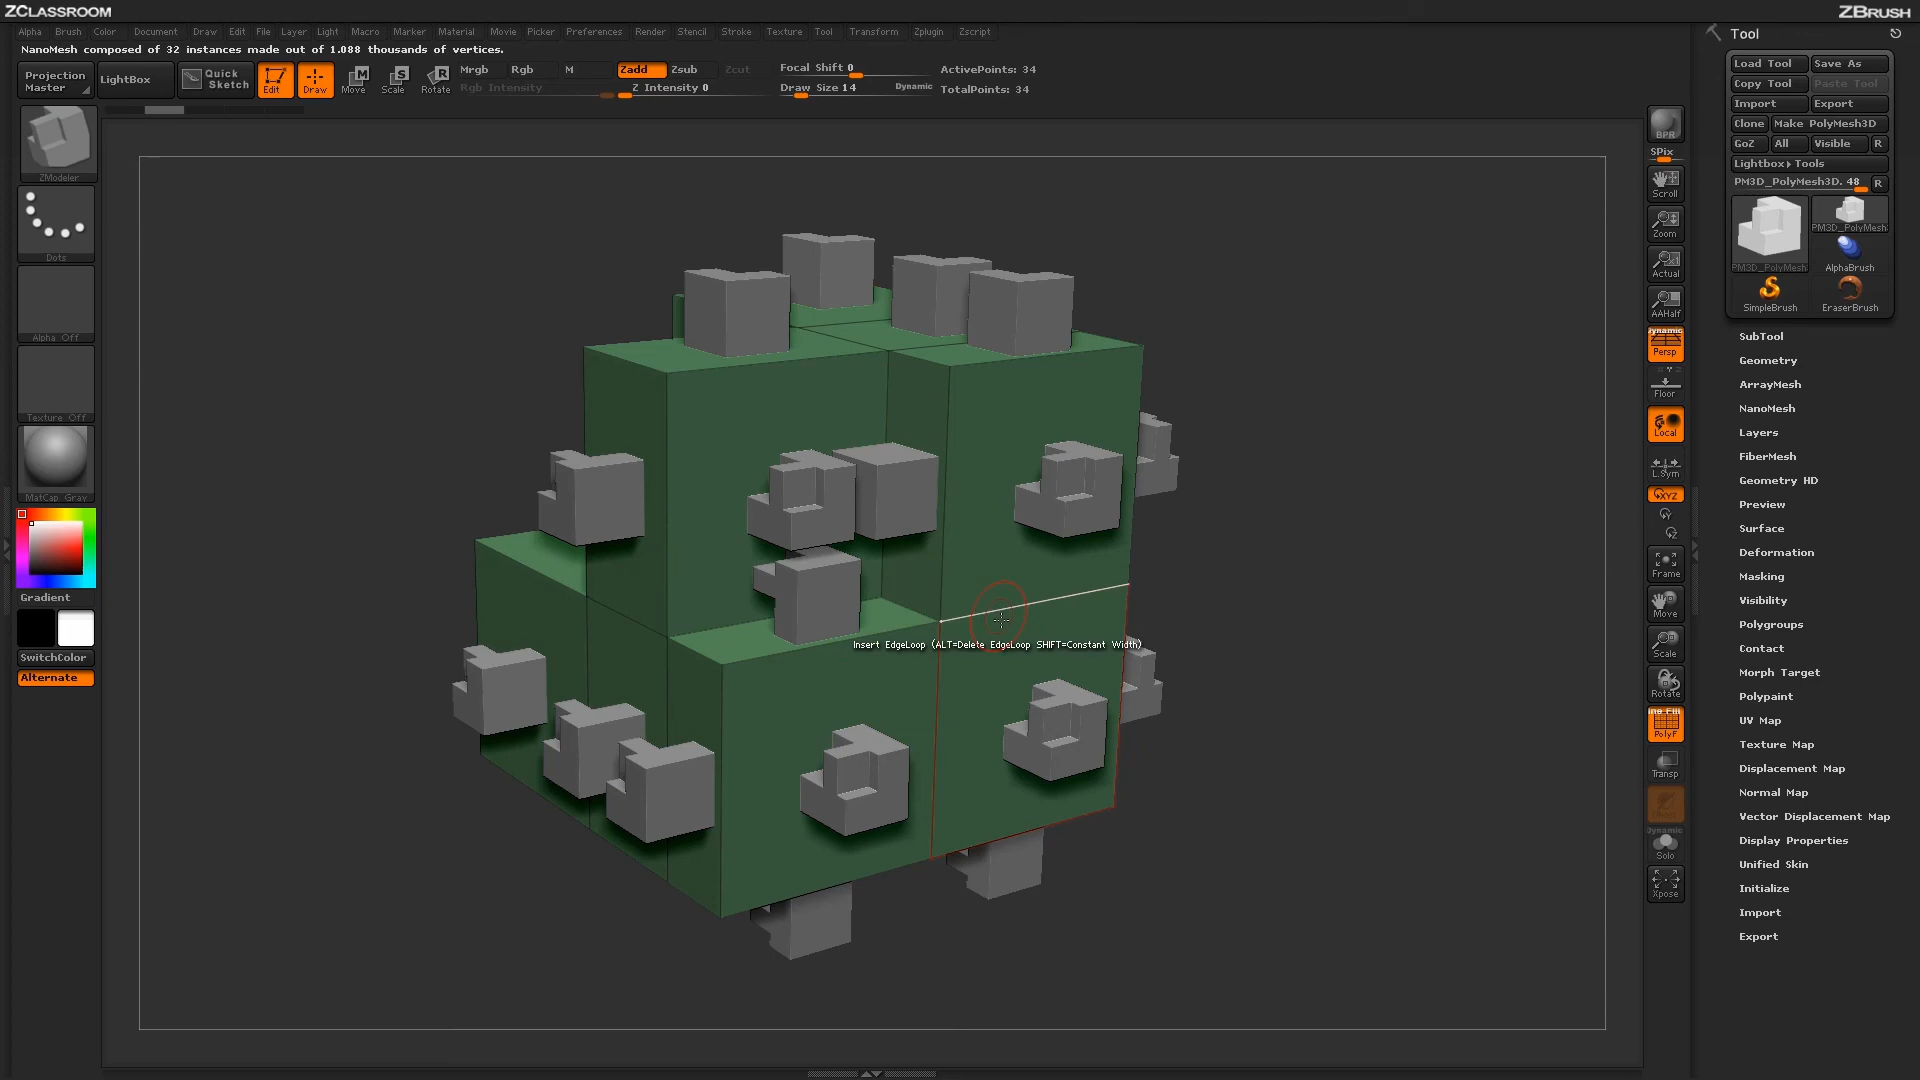 ZCLASSROOM
ZBRUSH
Alpha Brush Color Document Draw Edit File Layer Light Macro Marker Material Movie Picker Preferences Render Stencil Stroke Texture Tool Transform Zplugin Zscript
Tool
NanoMesh composed of 32 instances made out of 1.088 thousands of vertices.
Projection Master
LightBox
Quick Sketch
Edit
Draw
Move
Scale
Rotate
Mrgb Rgb M
Rgb Intensity
Zadd Zsub Zcut
Z Intensity 0
Focal Shift 0
Draw Size 14
Dynamic
ActivePoints: 34
TotalPoints: 34
ZModeler
Dots
Alpha Off
Texture Off
MatCap Gray
Gradient
SwitchColor
Alternate
Insert EdgeLoop (ALT=Delete EdgeLoop SHIFT=Constant Width)
BPR
SPix
Scroll
Zoom
Actual
AAHalf
Dynamic
Persp
Floor
Local
L.Sym
XYZ
Frame
Move
Scale
Rotate
Line Fill
PolyF
Transp
Dynamic
Solo
Xpose
Load Tool Save As
Copy Tool Paste Tool
Import Export
Clone Make PolyMesh3D
GoZ All Visible R
Lightbox▸Tools
PM3D_PolyMesh3D. 48 R
PM3D_PolyMesh
PM3D_PolyMesh
AlphaBrush
SimpleBrush
EraserBrush
SubTool
Geometry
ArrayMesh
NanoMesh
Layers
FiberMesh
Geometry HD
Preview
Surface
Deformation
Masking
Visibility
Polygroups
Contact
Morph Target
Polypaint
UV Map
Texture Map
Displacement Map
Normal Map
Vector Displacement Map
Display Properties
Unified Skin
Initialize
Import
Export